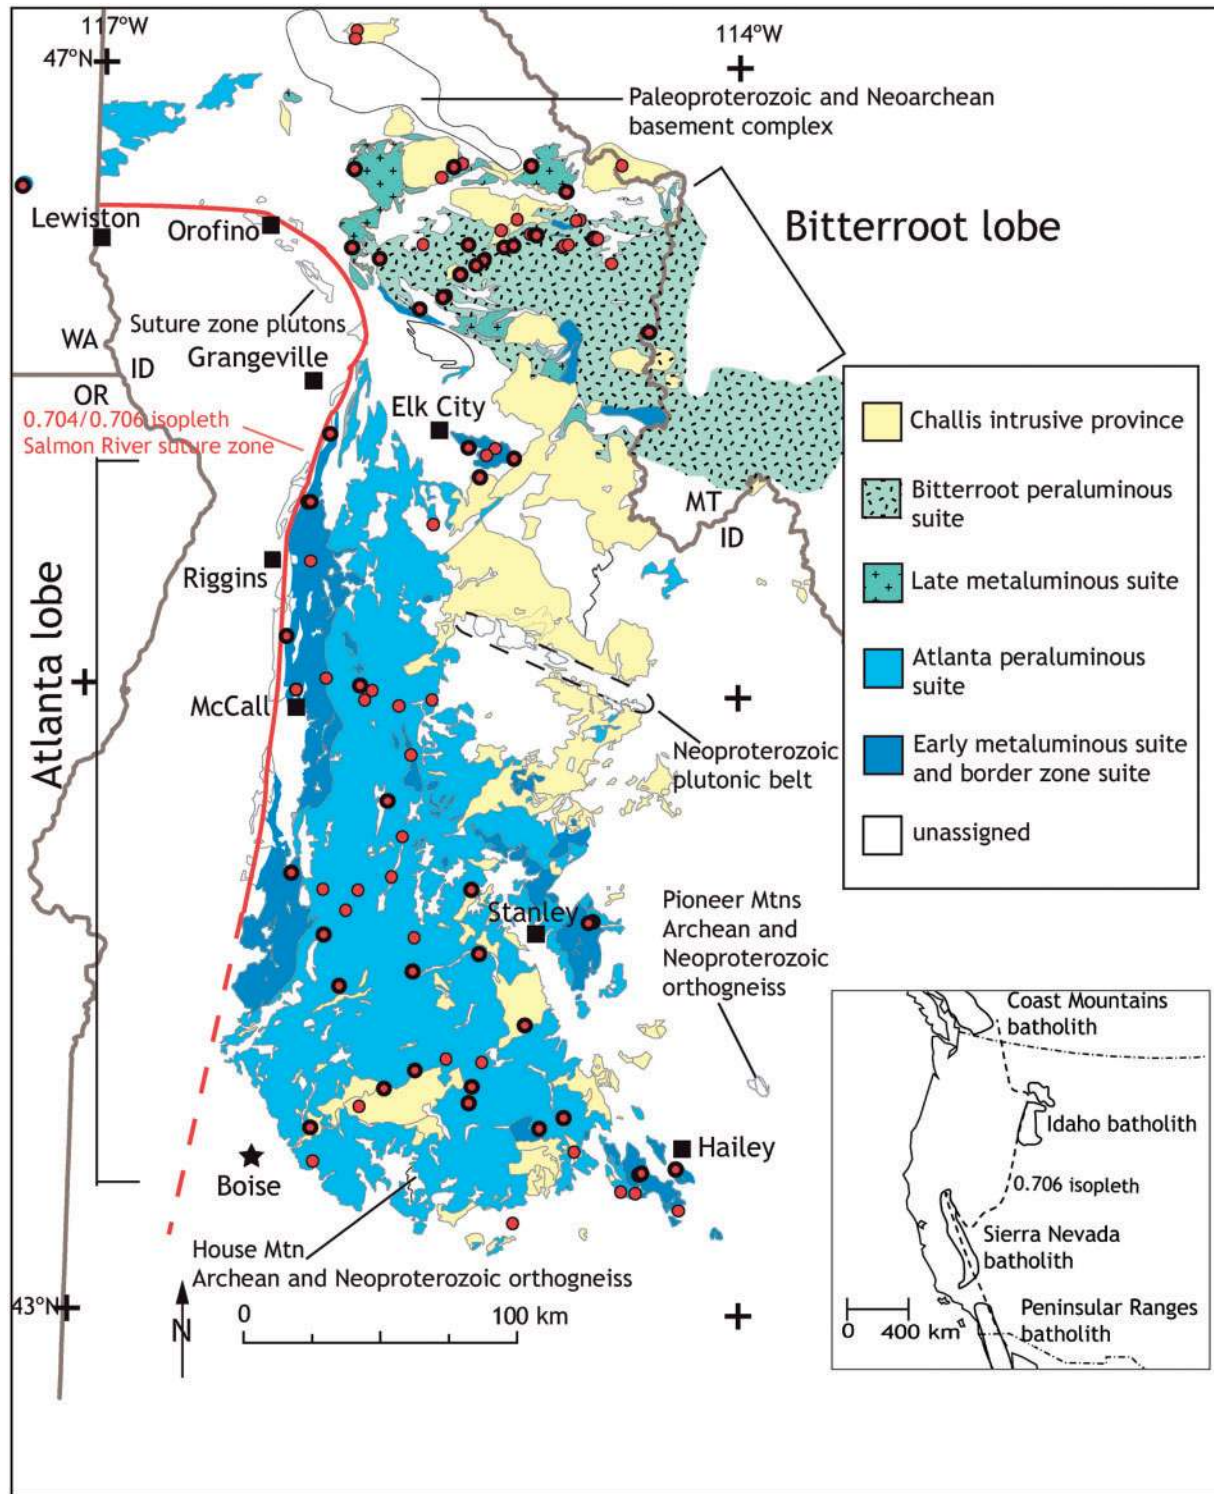 117°W
47°N
114°W
Paleoproterozoic and Neoarchean
basement complex
Lewiston
Orofino
Bitterroot lobe
Suture zone plutons
Grangeville
WA
ID
OR
0.704/0.706 isopleth
Salmon River suture zone
Elk City
MT
ID
Challis intrusive province
Bitterroot peraluminous
suite
Late metaluminous suite
Atlanta peraluminous
suite
Early metaluminous suite
and border zone suite
unassigned
Riggins
Atlanta lobe
McCall
Neoproterozoic
plutonic belt
Stanley
Pioneer Mtns
Archean and
Neoproterozoic
orthogneiss
Hailey
Boise
House Mtn
Archean and Neoproterozoic orthogneiss
43°N
N
0
100 km
Coast Mountains
batholith
Idaho batholith
0.706 isopleth
Sierra Nevada
batholith
Peninsular Ranges
batholith
0 400 km